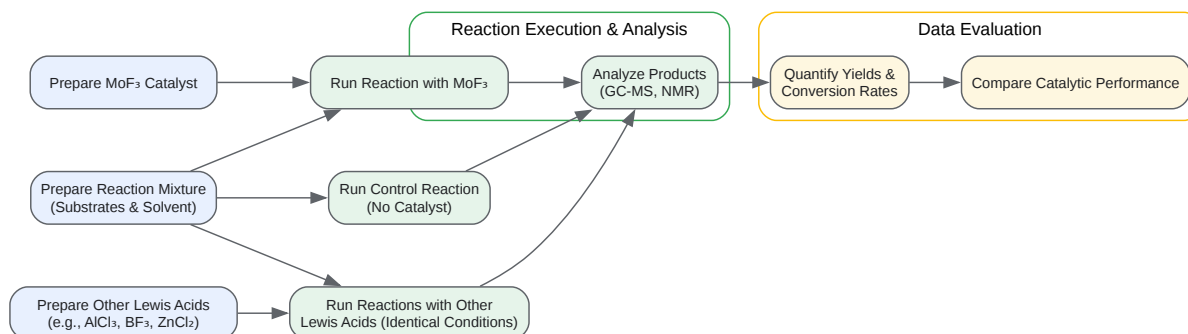 Reaction Execution & Analysis
Data Evaluation
Prepare MoF₃ Catalyst
Run Reaction with MoF₃
Analyze Products
(GC-MS, NMR)
Quantify Yields &
Conversion Rates
Compare Catalytic Performance
Prepare Reaction Mixture
(Substrates & Solvent)
Run Control Reaction
(No Catalyst)
Prepare Other Lewis Acids
(e.g., AlCl₃, BF₃, ZnCl₂)
Run Reactions with Other
Lewis Acids (Identical Conditions)